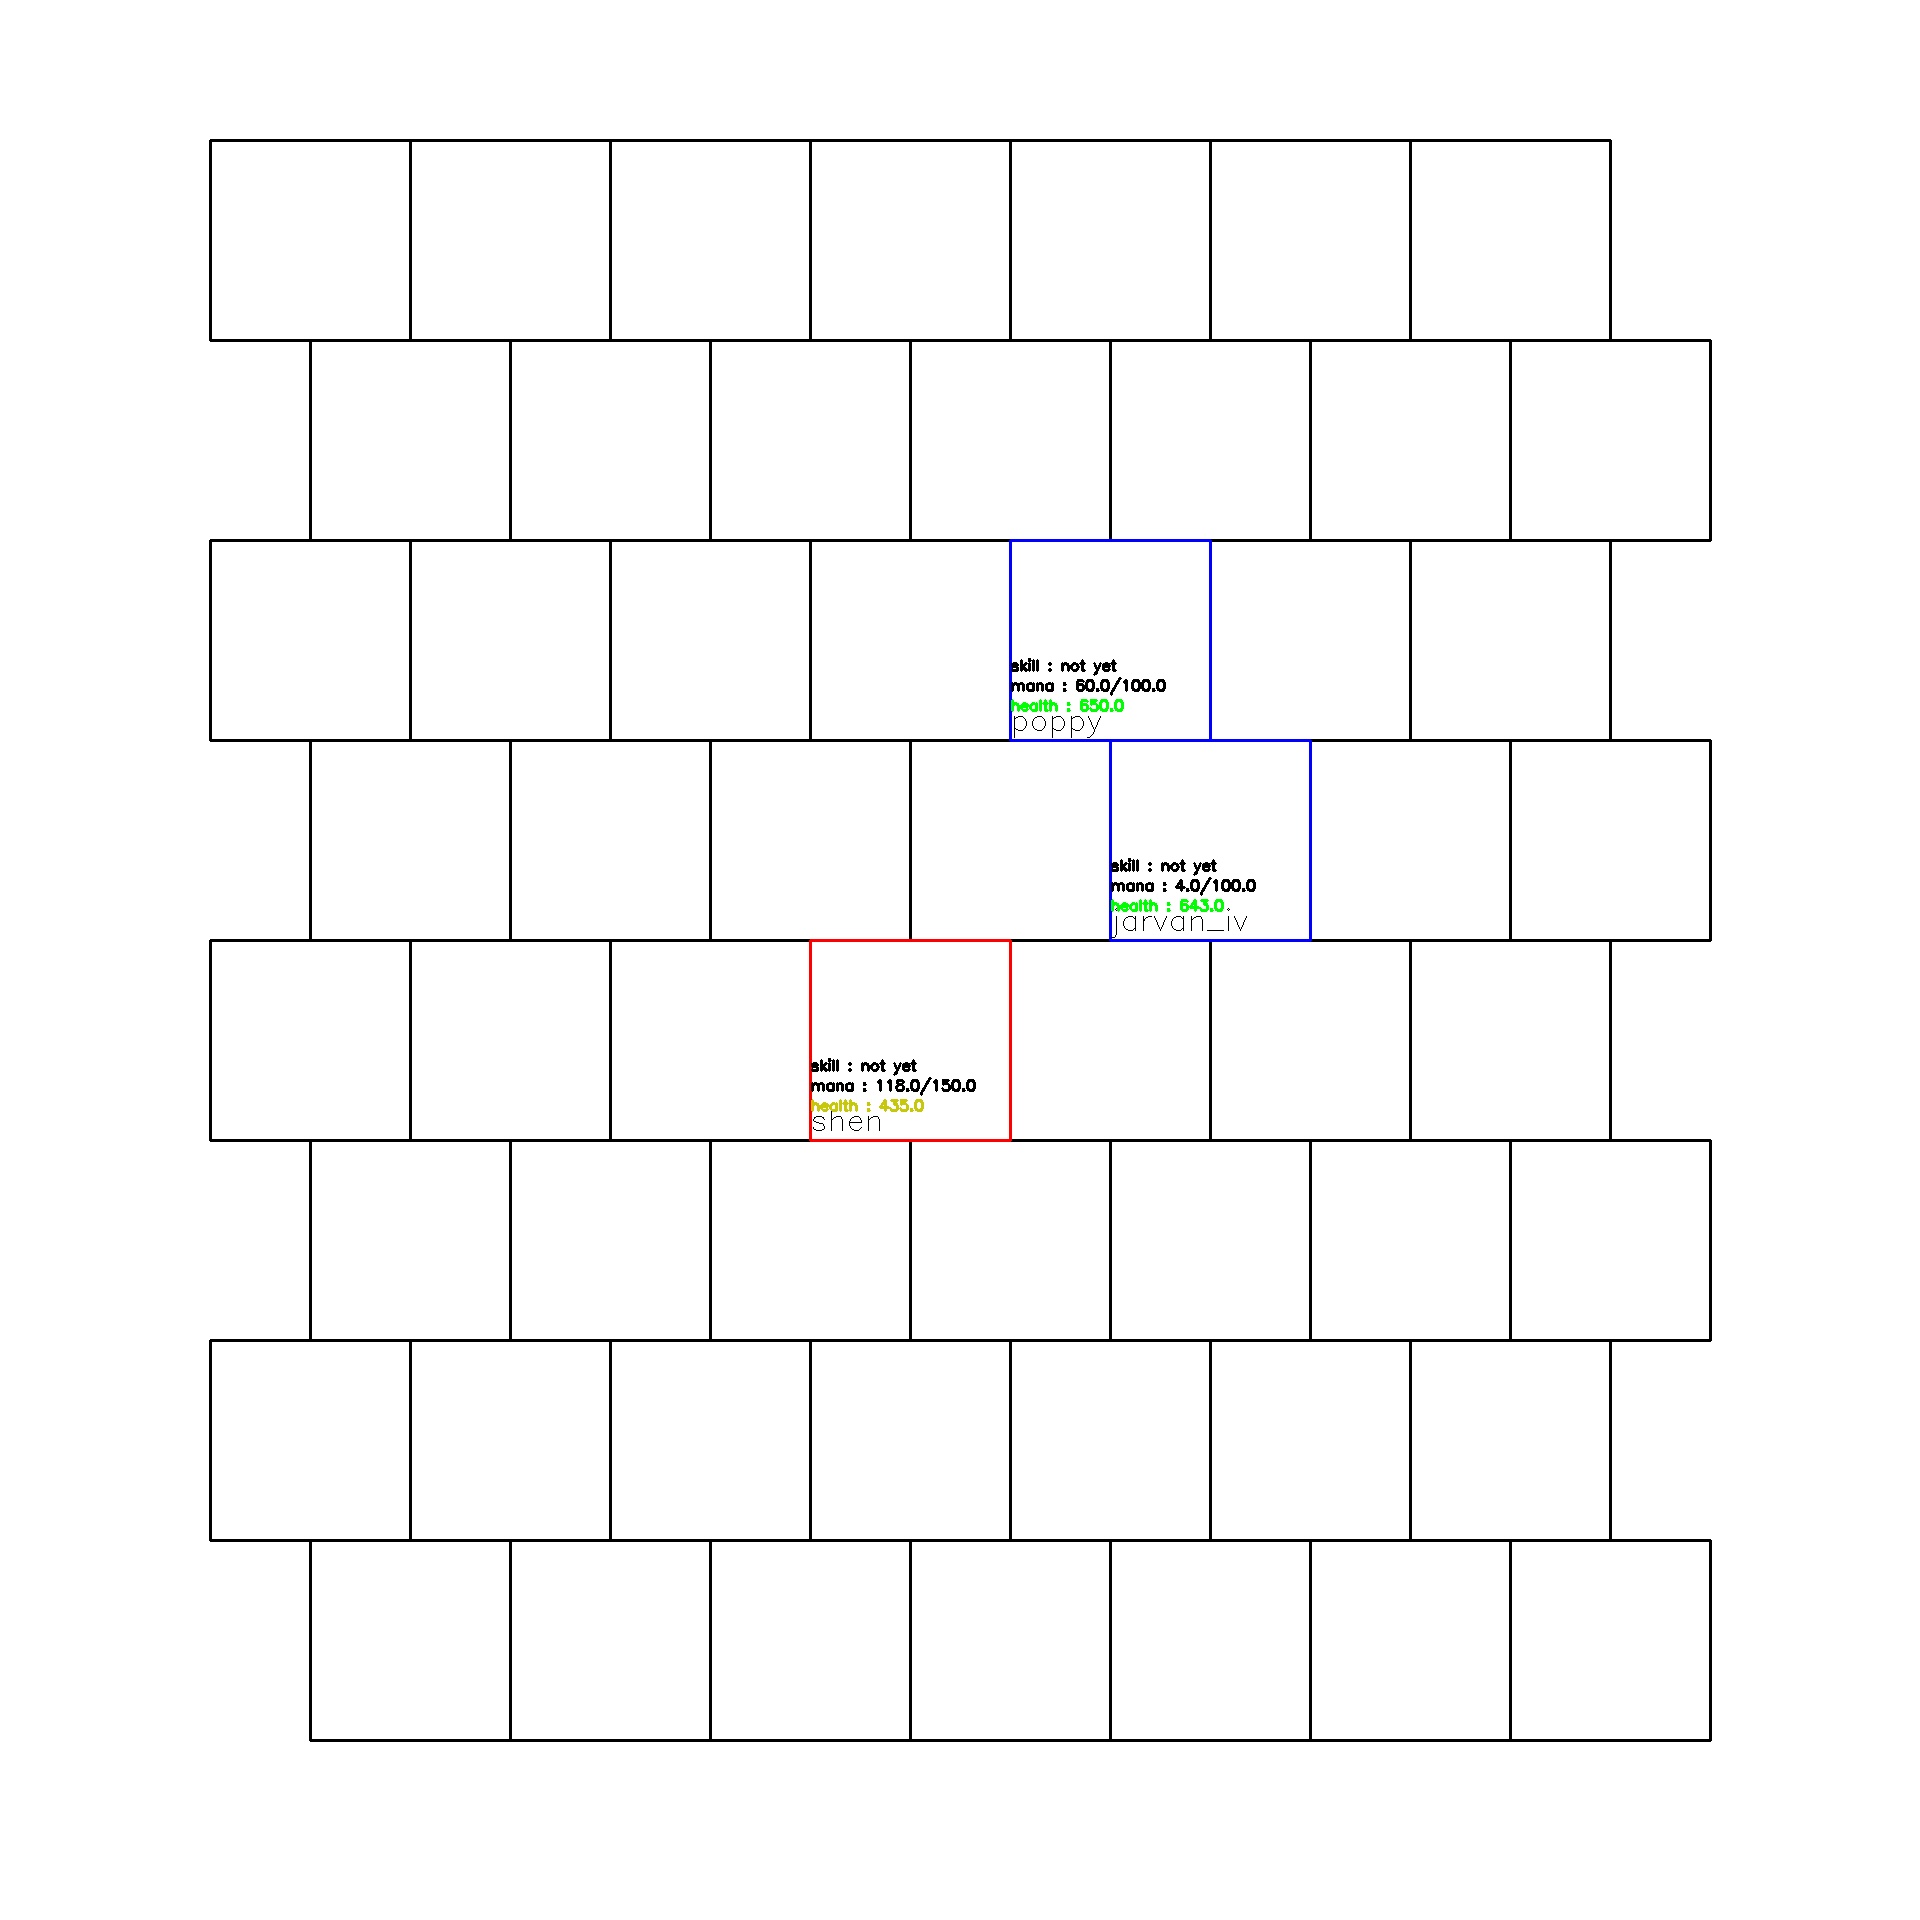 skill : not yet
mana : 60.0/100.0
health : 650.0
poppy
skill : not yet
mana : 4.0/100.0
health : 643.0
jarvan_iv
skill : not yet
mana : 118.0/150.0
health : 435.0
shen